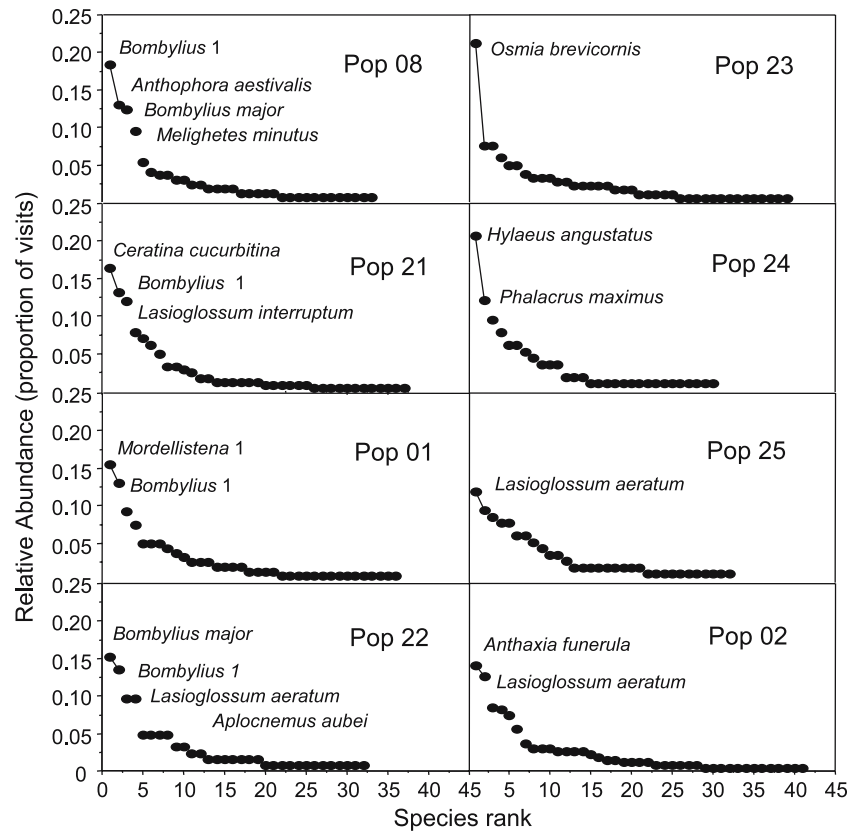 Relative Abundance (proportion of visits)
0.25
0.20
0.15
0.10
0.05
Bombylius 1
Anthophora aestivalis
Bombylius major
Melighetes minutus
Pop 08
Osmia brevicornis
Pop 23
0.25
0.20
0.15
0.10
0.05
Ceratina cucurbitina
Bombylius 1
Lasioglossum interruptum
Pop 21
Hylaeus angustatus
Phalacrus maximus
Pop 24
0.25
0.20
0.15
0.10
0.05
Mordellistena 1
Bombylius 1
Pop 01
Lasioglossum aeratum
Pop 25
0.25
0.20
0.15
0.10
0.05
0
Bombylius major
Bombylius 1
Lasioglossum aeratum
Aplocnemus aubei
Pop 22
Anthaxia funerula
Lasioglossum aeratum
Pop 02
0 5 10 15 20 25 30 35 40 45 5 10 15 20 25 30 35 40 45
Species rank